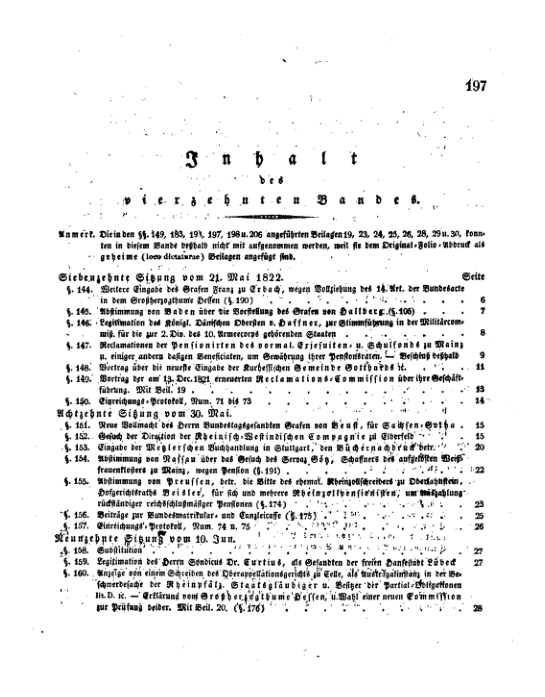 197
Inhalt
des
vierzehnten Bandes.
Anmerk. Die in den §§. 149, 183, 193, 197, 198 u. 206 angeführten Beilagen 19, 23, 24, 25, 26, 28, 29 u. 30, konn-
ten in diesem Bande deßhalb nicht mit aufgenommen werden, weil sie dem Original-Folio-Abdruck als
geheime (loco dictaturae) Beilagen angefügt sind.
Siebenzehnte Sitzung vom 21. Mai 1822. Seite
§. 144. Weitere Eingabe des Grafen Franz zu Erbach, wegen Vollziehung des 14. Art. der Bundesacte
in dem Großherzogthume Hessen (§. 190) 6
§. 145. Abstimmung von Baden über die Vorstellung des Grafen von Hallberg (§. 106) 7
§. 146. Legitimation des Königl. Dänischen Obersten v. Haffner, zur Stimmführung in der Militärcom-
miß. für die zur 2. Div. des 10. Armeecorps gehörenden Staaten 8
§. 147. Reclamationen der Pensionirten des vormal. Exjesuiten- u. Schulfonds zu Mainz
u. einiger andern dasigen Beneficiaten, um Gewährung ihrer Pensionsraten. — Beschluß deßhalb 9
§. 148. Vortrag über die neueste Eingabe der Kurhessischen Gemeinde Gotthards ic. 11
§. 149. Vortrag der am 13. Dec. 1821 erneuerten Reclamations-Commission über ihre Geschäft-
führung. Mit Beil. 19 13
§. 150. Einreichungs-Protokoll, Num. 71 bis 73 14
Achtzehnte Sitzung vom 30. Mai.
§. 151. Neue Vollmacht des Herrn Bundestagsgesandten Grafen von Beust, für Sachsen-Gotha 15
§. 152. Gesuch der Direction der Rheinisch-Westindischen Compagnie zu Elberfeld 15
§. 153. Eingabe der Metzlerschen Buchhandlung in Stuttgart, den Büchernachdruck betr. 20
§. 154. Abstimmung von Nassau über das Gesuch des Servaz Götz, Schaffners des aufgelösten Weiß-
frauenklosters zu Mainz, wegen Pension (§. 191) 22
§. 155. Abstimmung von Preussen, betr. die Bitte des ehemal. Rheinzollschreibers zu Oberlahnstein,
Hofgerichtsraths Beisler, für sich und mehrere Rheinzollpensionisten, um Auszahlung
rückständiger reichsschlußmäßiger Pensionen (§. 174) 23
§. 156. Beiträge zur Bundesmatrikular- und Canzleicasse (§. 175) 25
§. 157. Einreichungs-Protokoll, Num. 74 u. 75 26
Neunzehnte Sitzung vom 10. Jun.
§. 158. Substitution 27
§. 159. Legitimation des Herrn Syndicus Dr. Curtius, als Gesandten der freien Hansestadt Lübeck 27
§. 160. Anzeige von einem Schreiben des Oberappellationsgerichts zu Celle, als Austrägalinstanz in der Be-
schwerdesache der Rheinpfälz. Staatsgläubiger u. Besitzer der Partial-Obligationen
lit. D. ic. — Erklärung vom Großherzogthume Hessen, u. Wahl einer neuen Commission
zur Prüfung beider. Mit Beil. 20. (§. 176) 28